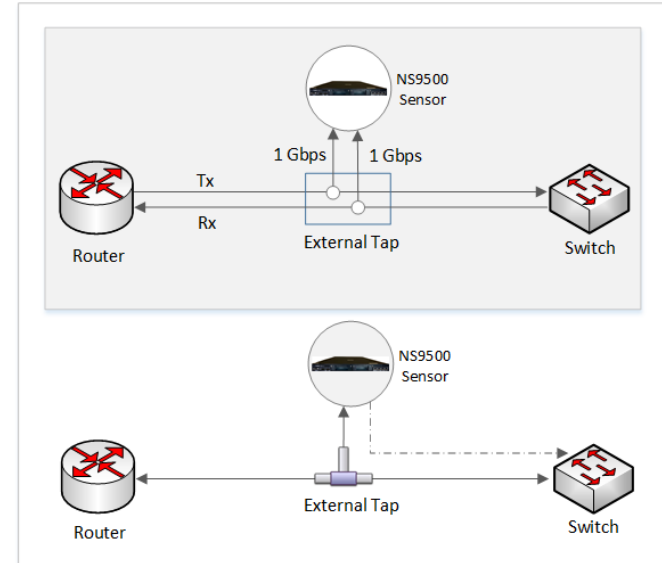 NS9500
Sensor
1 Gbps
1 Gbps
Tx
Rx
External Tap
Router
Switch
NS9500
Sensor
External Tap
Router
Switch